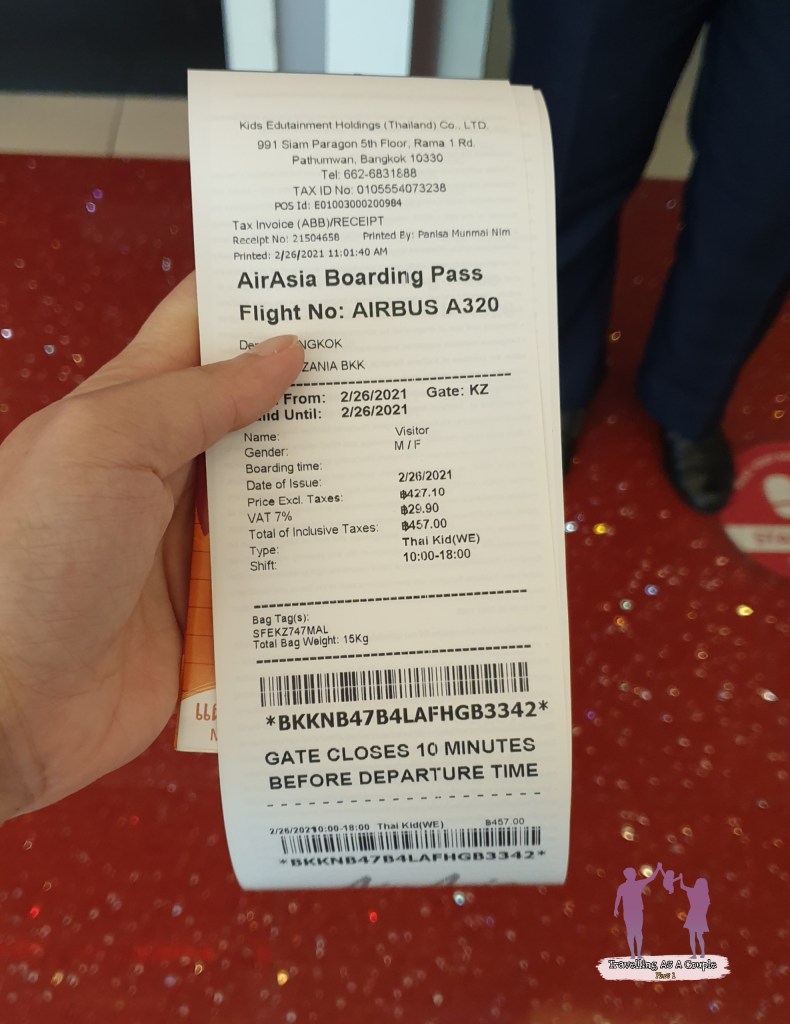 Kids Edutainment Holdings (Thailand) Co., LTD.
991 Siam Paragon 5th Floor, Rama 1 Rd.
Pathumwan, Bangkok 10330
Tel: 662-6831888
TAX ID No: 0105554073238
POS Id: E01003000200984
Tax Invoice (ABB)/RECEIPT
Receipt No: 21504658 Printed By: Panisa Munmai Nim
Printed: 2/26/2021 11:01:40 AM
AirAsia Boarding Pass
Flight No: AIRBUS A320
NGKOK
ZANIA BKK
From: 2/26/2021 Gate: KZ
Until: 2/26/2021
Name: Visitor
Gender: M / F
Boarding time:
Date of Issue: 2/26/2021
Price Excl. Taxes: ฿427.10
VAT 7% ฿29.90
Total of Inclusive Taxes: ฿457.00
Type: Thai Kid(WE)
Shift: 10:00-18:00
Bag Tag(s):
SFEKZ747MAL
Total Bag Weight: 15Kg
*BKKNB47B4LAFHGB3342*
GATE CLOSES 10 MINUTES
BEFORE DEPARTURE TIME
2/26/2021 10:00-18:00 Thai Kid(WE) ฿457.00
*BKKNB47B4LAFHGB3342*
Travelling As A Couple
Plus 1